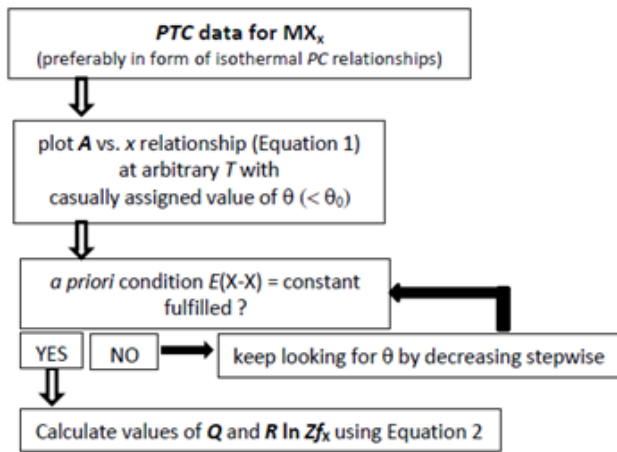 PTC data for MXₓ
(preferably in form of isothermal PC relationships)
plot A vs. x relationship (Equation 1)
at arbitrary T with
casually assigned value of θ (< θ₀)
a priori condition E(X-X) = constant
fulfilled ?
YES
NO
keep looking for θ by decreasing stepwise
Calculate values of Q and R ln Zfₓ using Equation 2